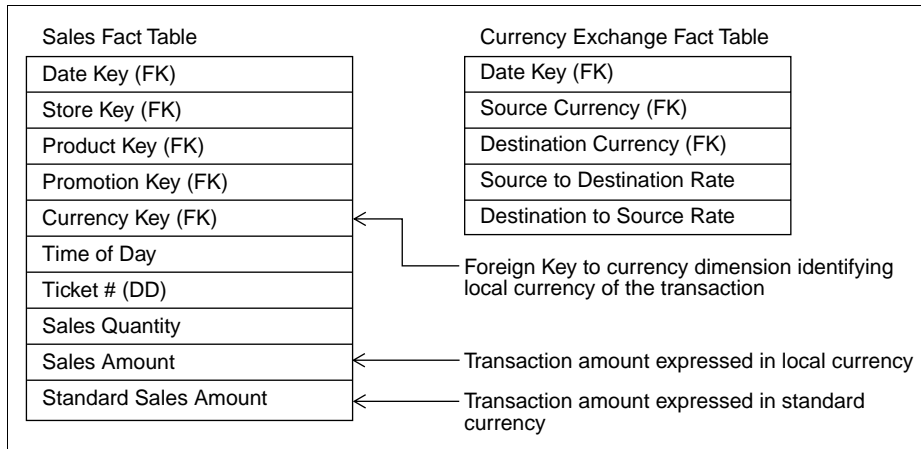 Sales Fact Table
Date Key (FK)
Store Key (FK)
Product Key (FK)
Promotion Key (FK)
Currency Key (FK)
Time of Day
Ticket # (DD)
Sales Quantity
Sales Amount
Standard Sales Amount
Currency Exchange Fact Table
Date Key (FK)
Source Currency (FK)
Destination Currency (FK)
Source to Destination Rate
Destination to Source Rate
Foreign Key to currency dimension identifying
local currency of the transaction
Transaction amount expressed in local currency
Transaction amount expressed in standard
currency